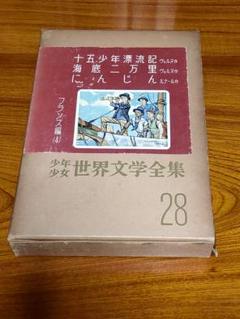 十五少年漂流記 ヴェルヌ作
海底二万里 ヴェルヌ作
にんじん ルナール作
フランス編(4)
少年少女 世界文学全集
28